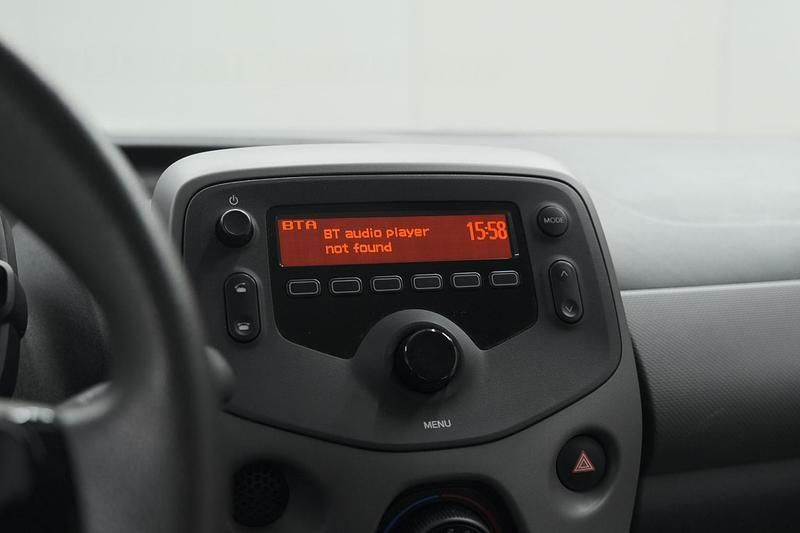 BTA
BT audio player
not found
15:58
MODE
MENU